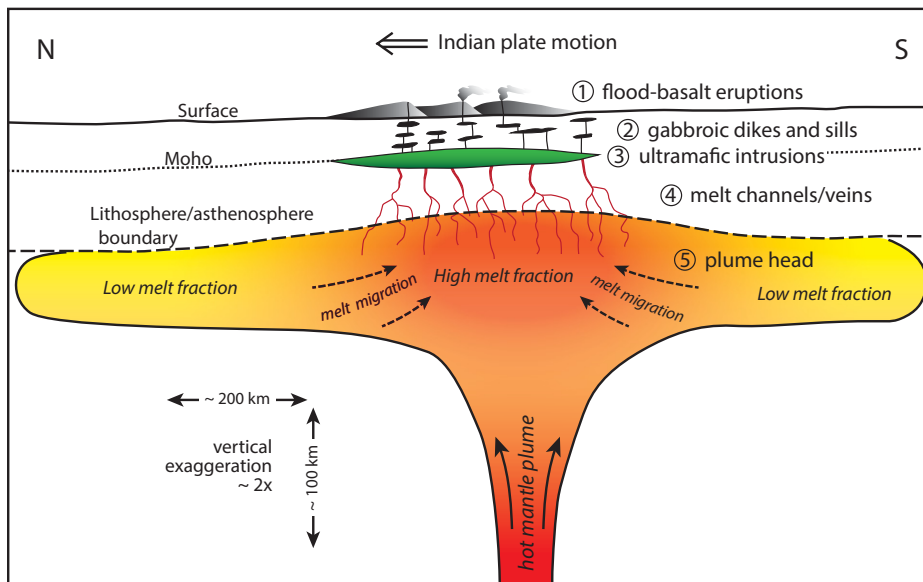 N
Indian plate motion
S
① flood-basalt eruptions
Surface
② gabbroic dikes and sills
Moho
③ ultramafic intrusions
④ melt channels/veins
Lithosphere/asthenosphere
boundary
⑤ plume head
Low melt fraction
melt migration
High melt fraction
melt migration
Low melt fraction
~ 200 km
vertical
exaggeration
~ 2x
~ 100 km
hot mantle plume